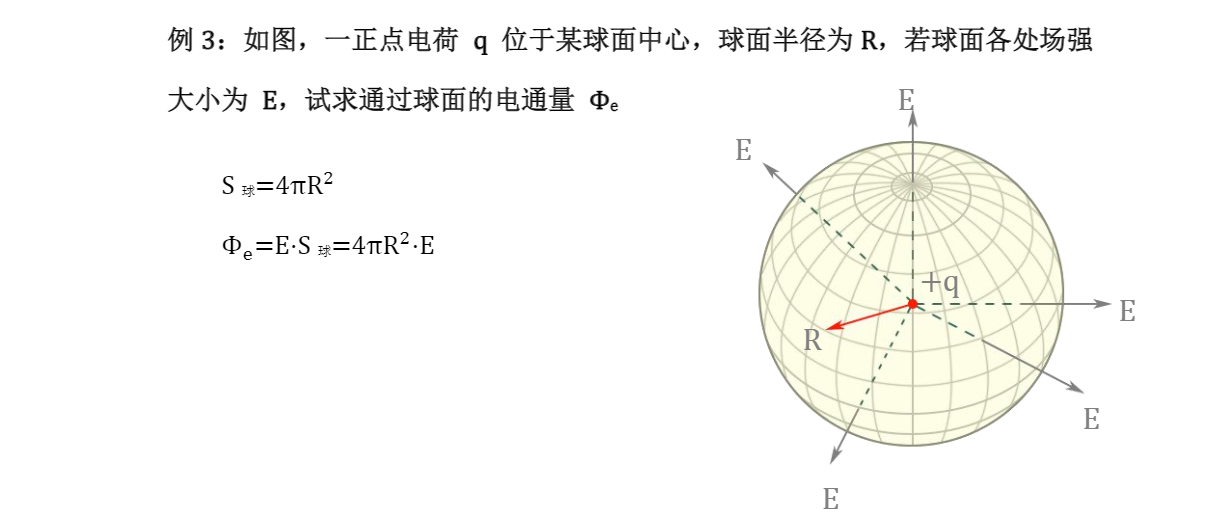 例 3：如图，一正点电荷 q 位于某球面中心，球面半径为 R，若球面各处场强
大小为 E，试求通过球面的电通量 Φₑ
S 球=4πR²
Φₑ=E·S 球=4πR²·E
E
E
+q
E
R
E
E